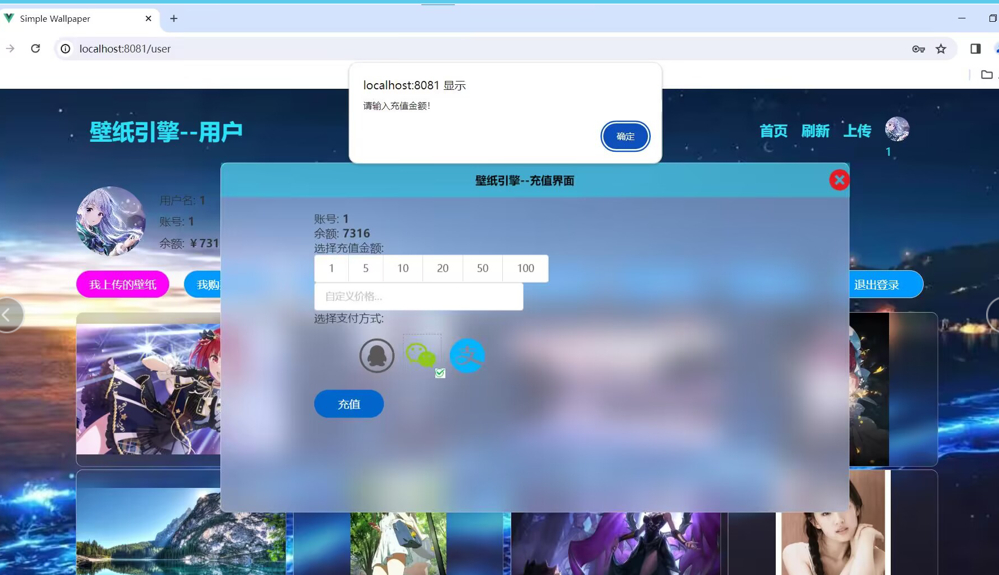 Simple Wallpaper
localhost:8081/user
localhost:8081 显示
请输入充值金额！
确定
壁纸引擎--用户
首页 刷新 上传
1
壁纸引擎--充值界面
用户名: 1
账号: 1
余额: ￥731
账号: 1
余额: 7316
选择充值金额:
1 5 10 20 50 100
自定义价格...
选择支付方式:
支
充值
我上传的壁纸
我购
退出登录